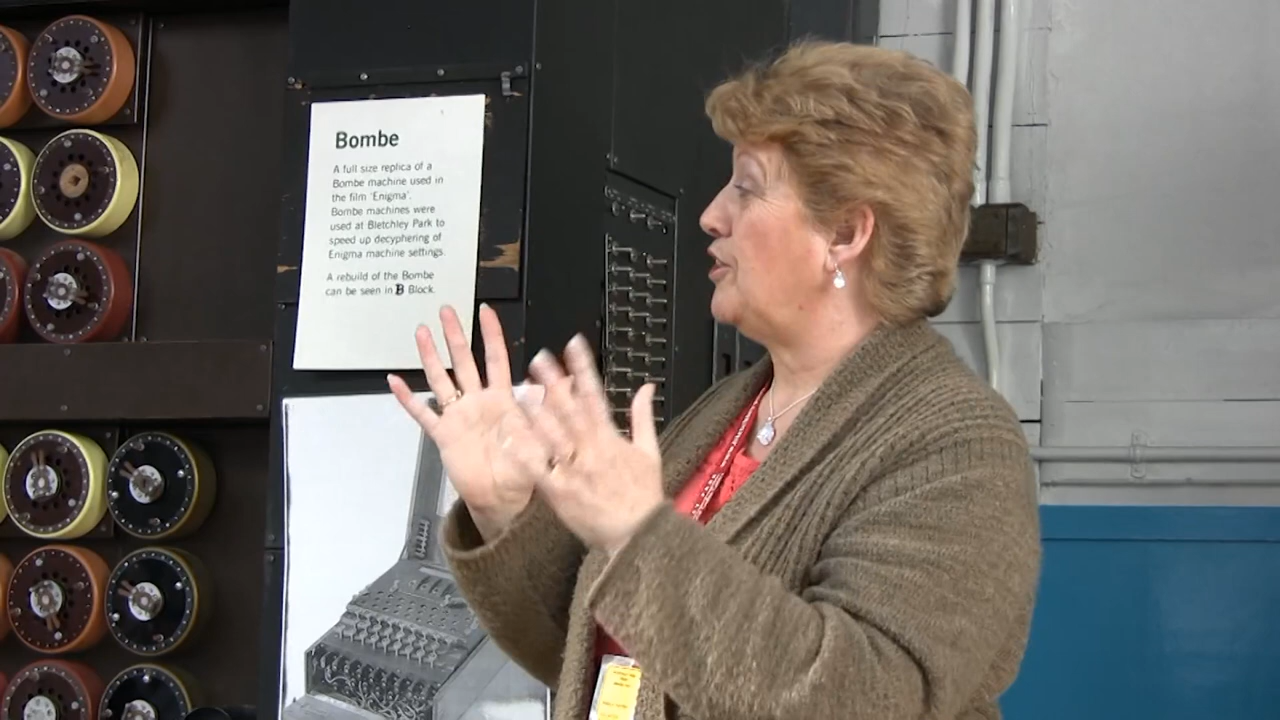 Bombe
A full size replica of a
Bombe machine used in
the film 'Enigma'.
Bombe machines were
used at Bletchley Park to
speed up decyphering of
Enigma machine settings.
A rebuild of the Bombe
can be seen in B Block.